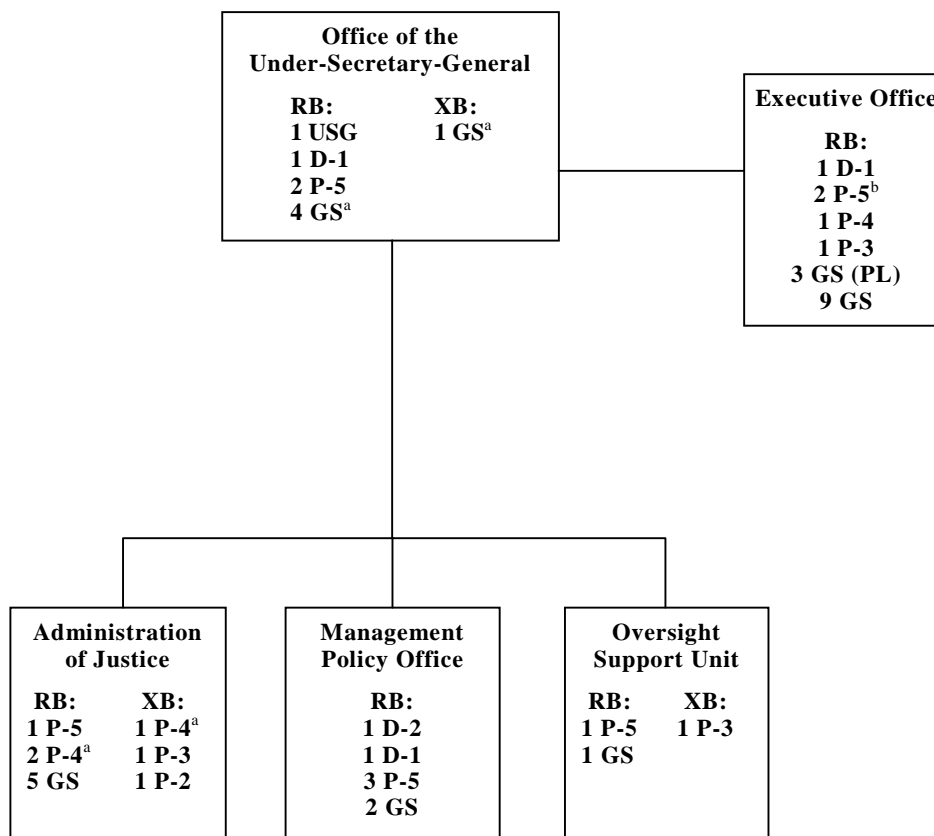 Office of the
Under-Secretary-General
RB:
1 USG
1 D-1
2 P-5
4 GSᵃ
XB:
1 GSᵃ
Executive Office
RB:
1 D-1
2 P-5ᵇ
1 P-4
1 P-3
3 GS (PL)
9 GS
Administration
of Justice
RB:
1 P-5
2 P-4ᵃ
5 GS
XB:
1 P-4ᵃ
1 P-3
1 P-2
Management
Policy Office
RB:
1 D-2
1 D-1
3 P-5
2 GS
Oversight
Support Unit
RB:
1 P-5
1 GS
XB:
1 P-3